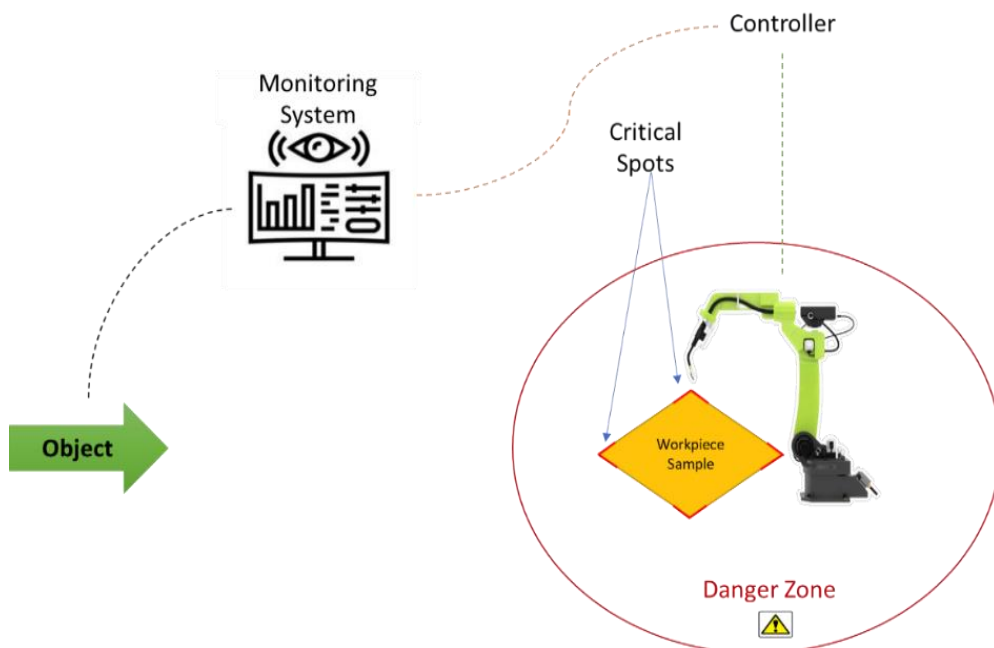 Controller
Monitoring
System
Critical
Spots
Object
Workpiece
Sample
Danger Zone